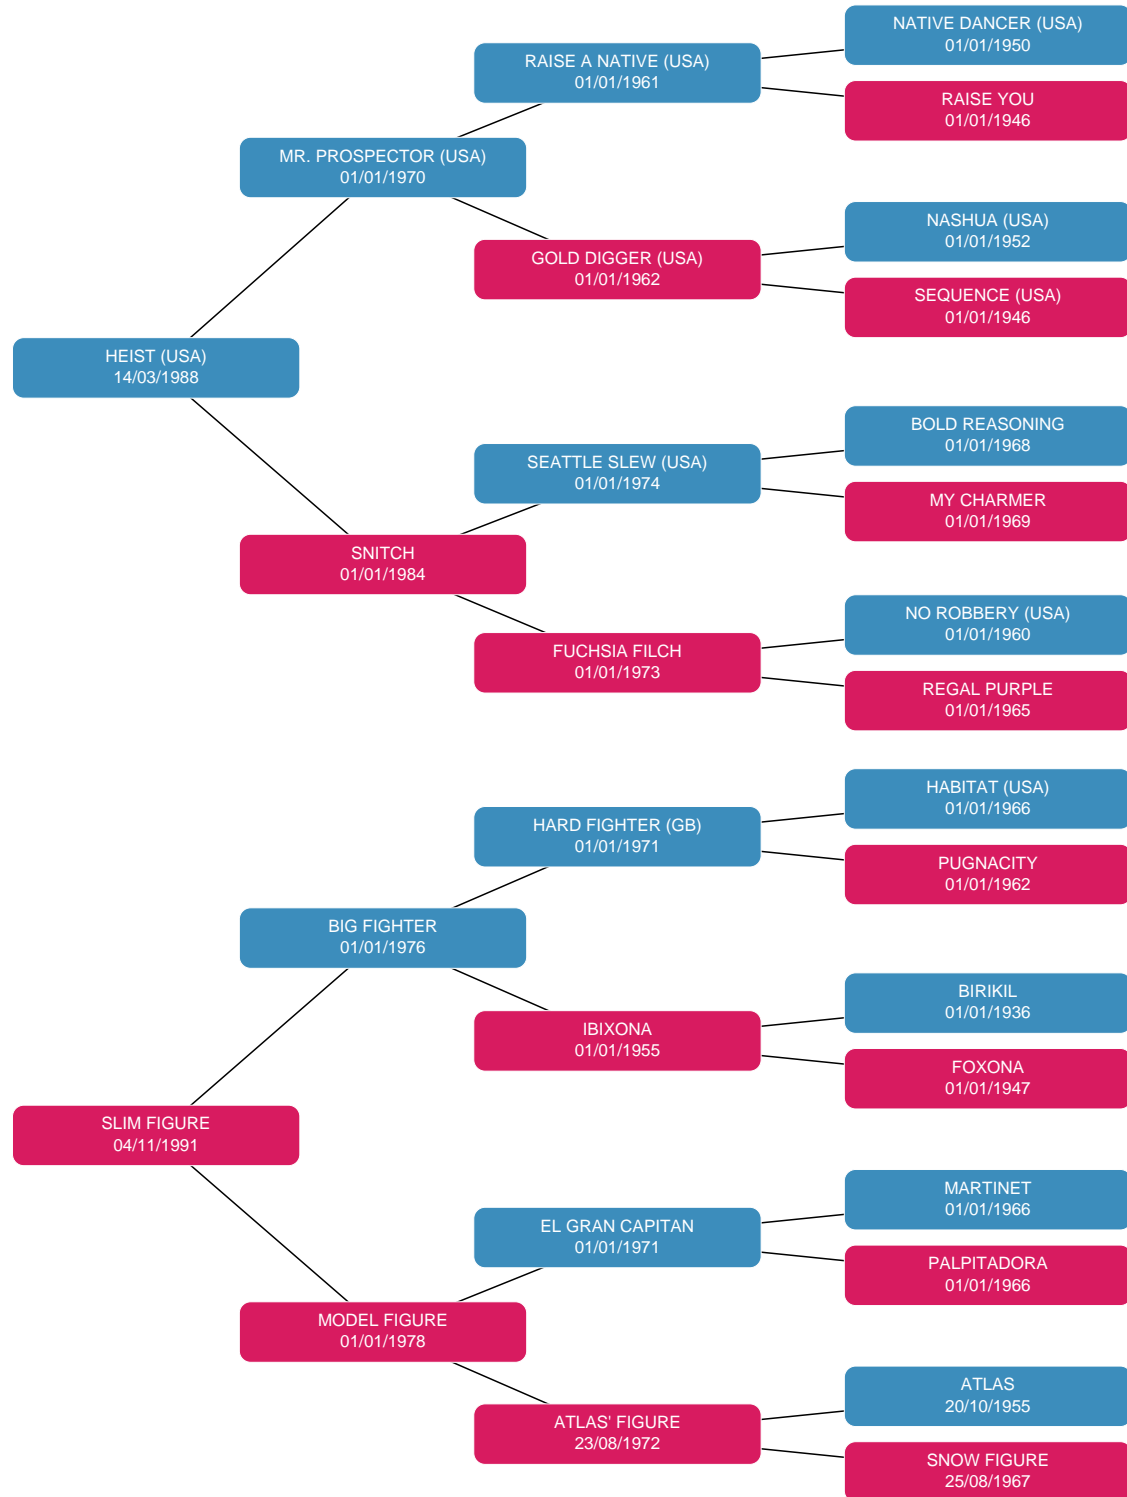 NATIVE DANCER (USA)
01/01/1950
RAISE A NATIVE (USA)
01/01/1961
RAISE YOU
01/01/1946
MR. PROSPECTOR (USA)
01/01/1970
NASHUA (USA)
01/01/1952
GOLD DIGGER (USA)
01/01/1962
SEQUENCE (USA)
01/01/1946
HEIST (USA)
14/03/1988
BOLD REASONING
01/01/1968
SEATTLE SLEW (USA)
01/01/1974
MY CHARMER
01/01/1969
SNITCH
01/01/1984
NO ROBBERY (USA)
01/01/1960
FUCHSIA FILCH
01/01/1973
REGAL PURPLE
01/01/1965
HABITAT (USA)
01/01/1966
HARD FIGHTER (GB)
01/01/1971
PUGNACITY
01/01/1962
BIG FIGHTER
01/01/1976
BIRIKIL
01/01/1936
IBIXONA
01/01/1955
FOXONA
01/01/1947
SLIM FIGURE
04/11/1991
MARTINET
01/01/1966
EL GRAN CAPITAN
01/01/1971
PALPITADORA
01/01/1966
MODEL FIGURE
01/01/1978
ATLAS
20/10/1955
ATLAS' FIGURE
23/08/1972
SNOW FIGURE
25/08/1967